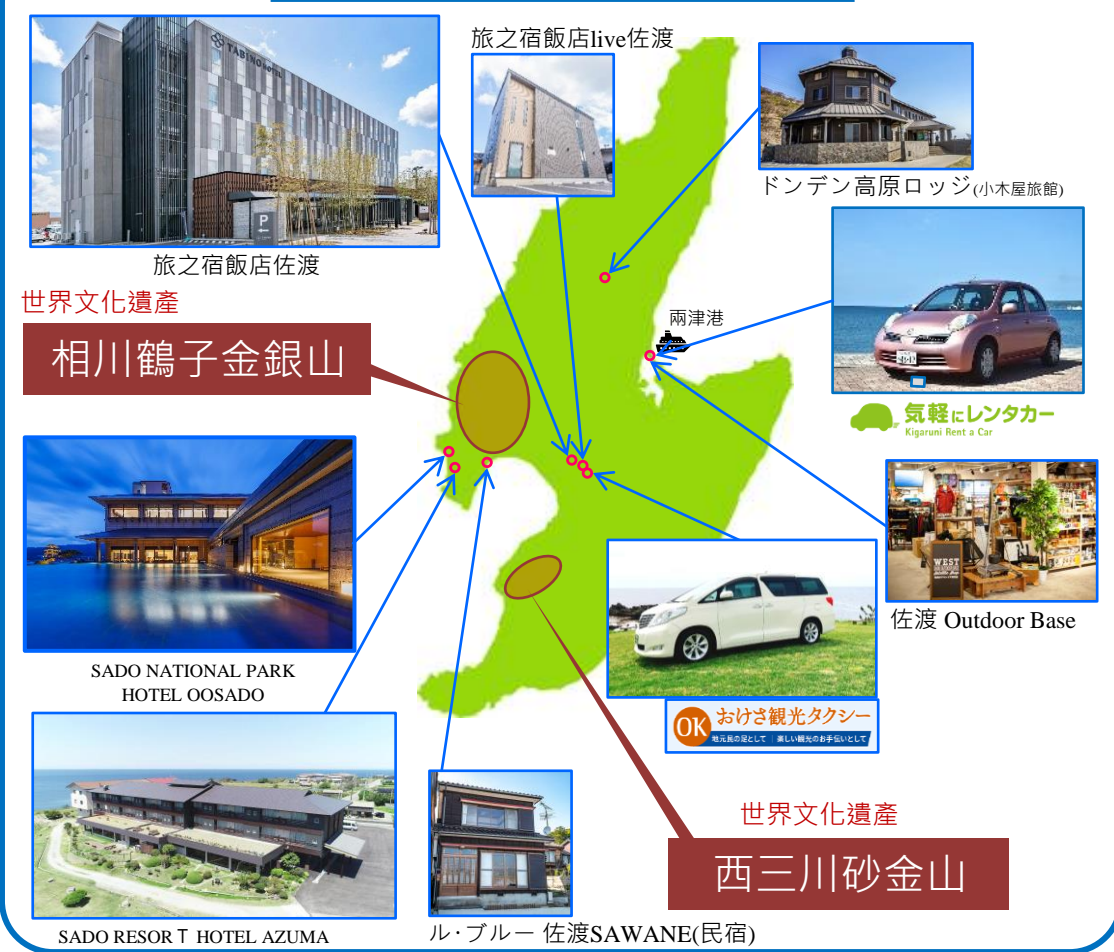 旅之宿飯店live佐渡
TABINO HOTEL
P
ドンデン高原ロッジ(小木屋旅館)
旅之宿飯店佐渡
世界文化遺產
相川鶴子金銀山
兩津港
気軽にレンタカー
Kigaruni Rent a Car
WEST
佐渡 Outdoor Base
SADO NATIONAL PARK
HOTEL OOSADO
OK おけさ観光タクシー
地元民の足として | 楽しい観光のお手伝いとして
世界文化遺產
西三川砂金山
SADO RESORT HOTEL AZUMA
ル・ブルー 佐渡SAWANE(民宿)